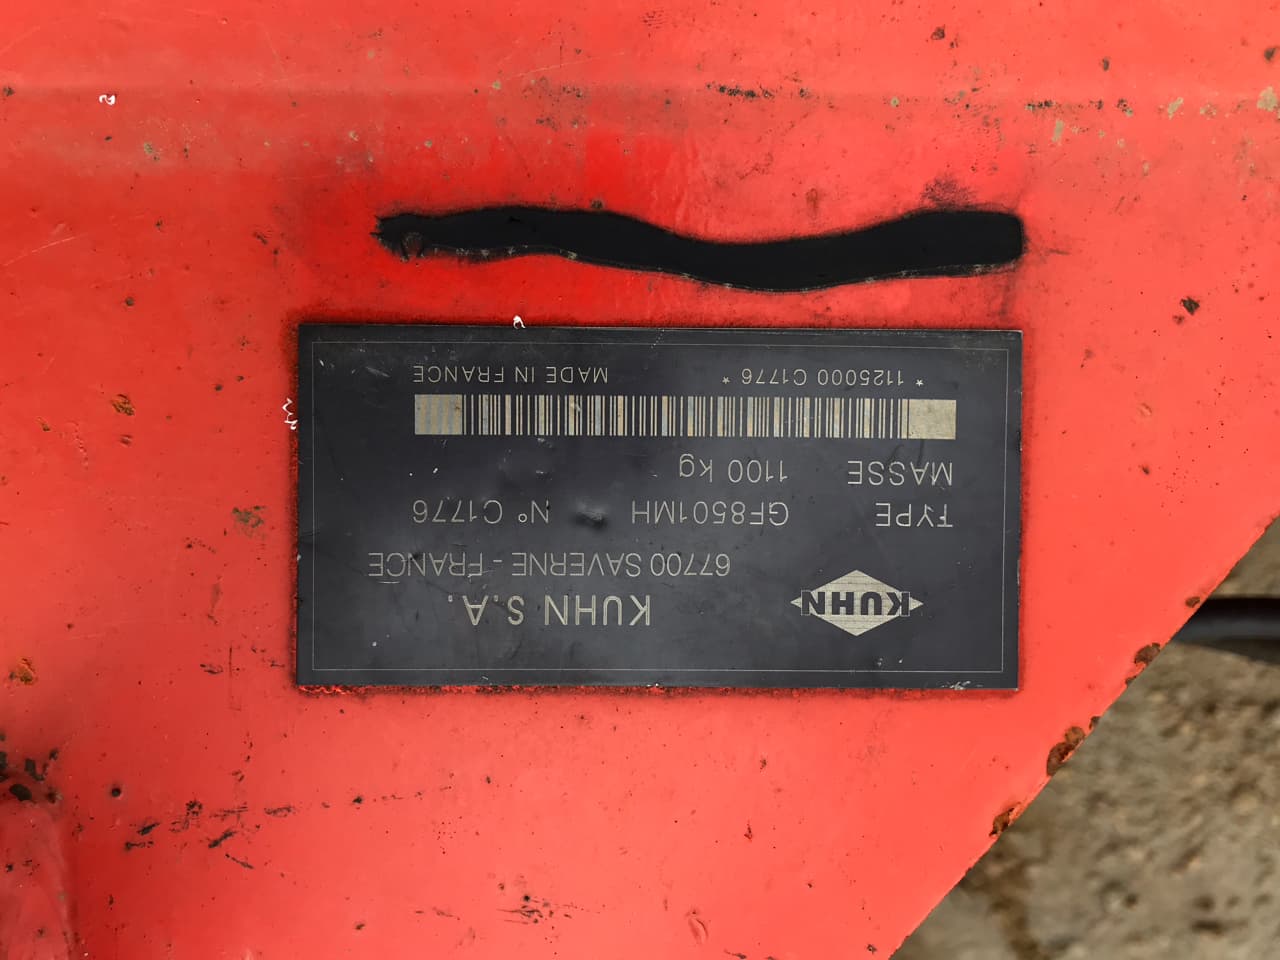 KUHN
KUHN S.A.
67700 SAVERNE - FRANCE
TYPE GF8501MH N° C1776
MASSE 1100 kg
* 1125000 C1776 * MADE IN FRANCE